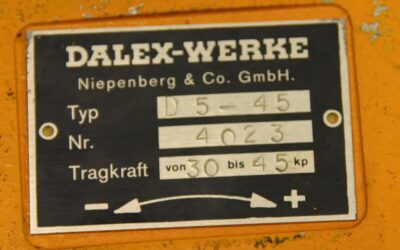 DALEX-WERKE
Niepenberg & Co. GmbH.
Typ D 5-45
Nr. 4023
Tragkraft von 30 bis 45 kp
− +